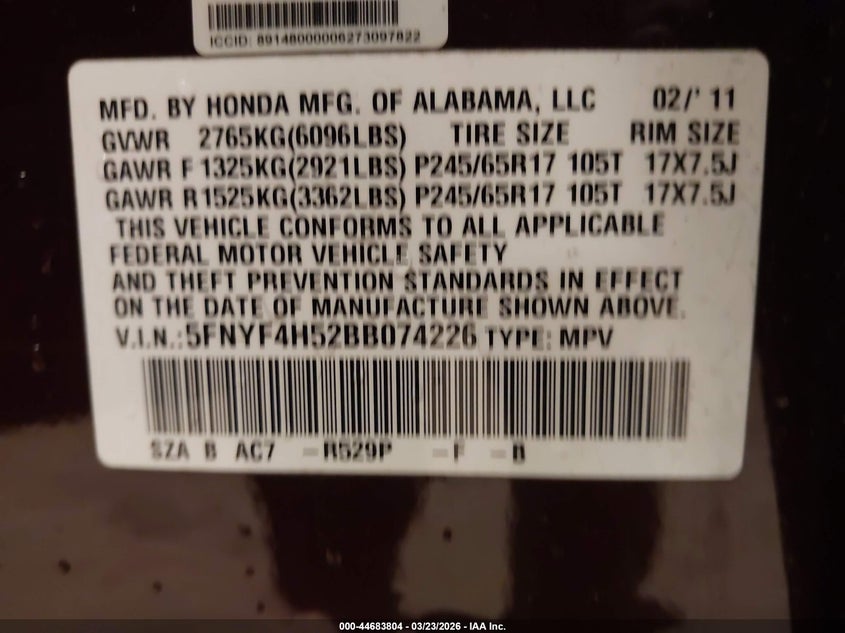 ICCID: 89148000006273097822
MFD. BY HONDA MFG. OF ALABAMA, LLC 02/' 11
GVWR 2765KG(6096LBS) TIRE SIZE RIM SIZE
GAWR F 1325KG(2921LBS) P245/65R17 105T 17X7.5J
GAWR R 1525KG(3362LBS) P245/65R17 105T 17X7.5J
THIS VEHICLE CONFORMS TO ALL APPLICABLE
FEDERAL MOTOR VEHICLE SAFETY
AND THEFT PREVENTION STANDARDS IN EFFECT
ON THE DATE OF MANUFACTURE SHOWN ABOVE.
V.I.N.:5FNYF4H52BB074226 TYPE: MPV
SZA B AC7 -R529P -F -B
000-44683804 - 03/23/2026 - IAA Inc.